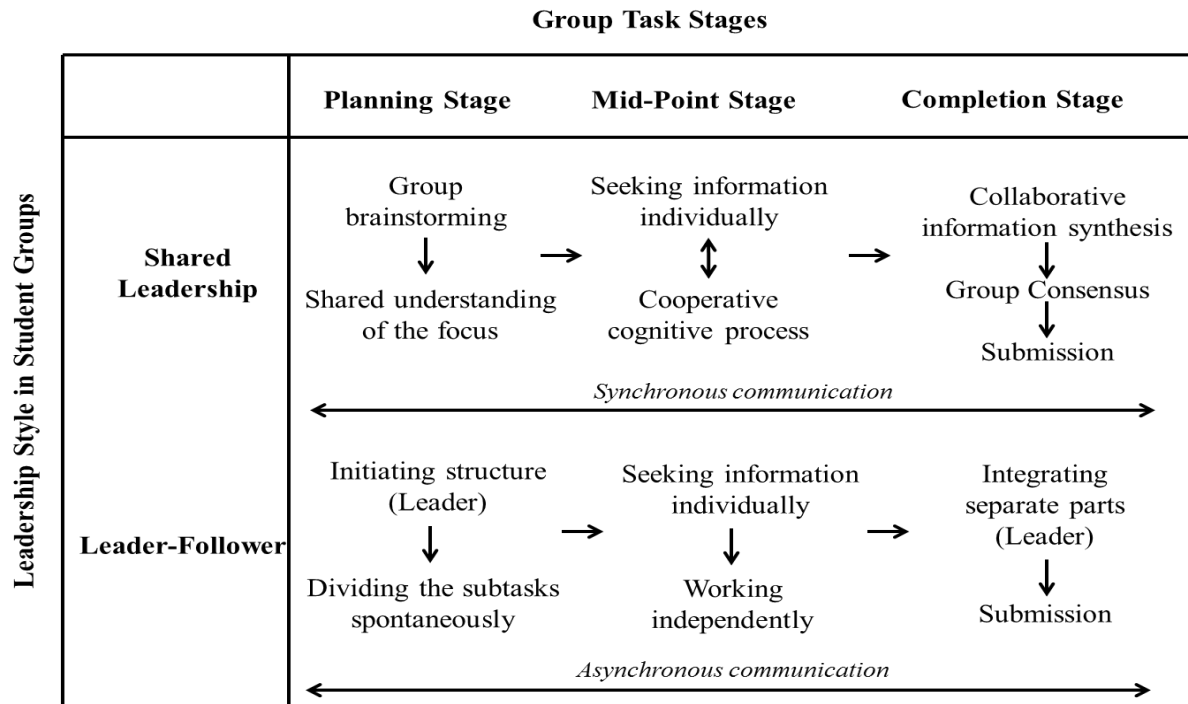 Group Task Stages
Planning Stage
Mid-Point Stage
Completion Stage
Leadership Style in Student Groups
Shared
Leadership
Group
brainstorming
Shared understanding
of the focus
Seeking information
individually
Cooperative
cognitive process
Collaborative
information synthesis
Group Consensus
Submission
Synchronous communication
Leader-Follower
Initiating structure
(Leader)
Dividing the subtasks
spontaneously
Seeking information
individually
Working
independently
Integrating
separate parts
(Leader)
Submission
Asynchronous communication